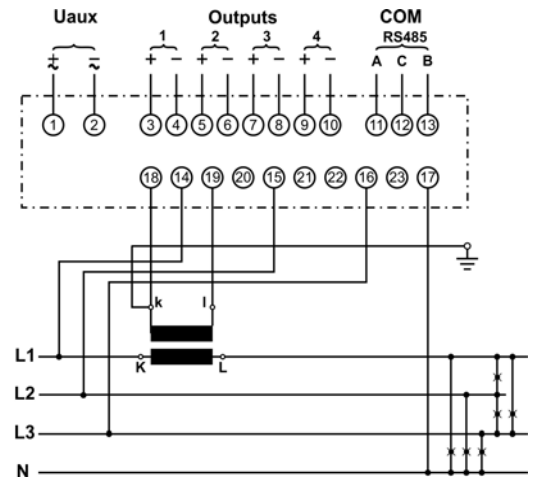 Uaux Outputs COM
1 2 3 4 RS485
+ − + − + − + − A C B
1 2 3 4 5 6 7 8 9 10 11 12 13
18 14 19 20 15 21 22 16 23 17
k l
L1 K L
L2
L3
N